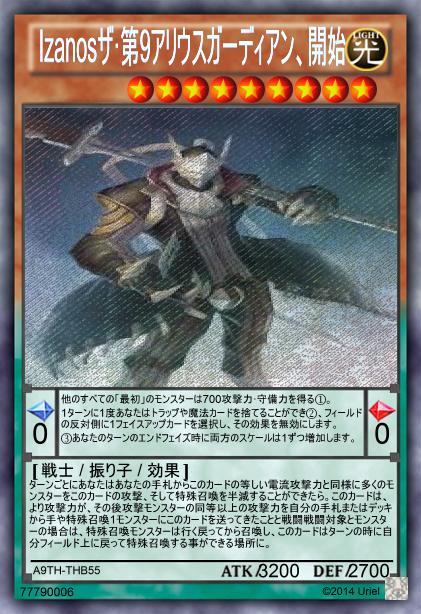 Izanosザ·第9アリウスガーディアン、開始
LIGHT
光
他のすべての「最初」のモンスターは700攻撃力·守備力を得る①。
1ターンに1度あなたはトラップや魔法カードを捨てることができ②、フィールド
の反対側に1フェイスアップカードを選択し、その効果を無効にします。
③あなたのターンのエンドフェイズ時に両方のスケールは1ずつ増加します。
0
0
[ 戦士 / 振り子 / 効果 ]
ターンごとにあなたはあなたの手札からこのカードの等しい電流攻撃力と同様に多くのモ
ンスターをこのカードの攻撃、そして特殊召喚を半減することができたら。このカードは、
より攻撃力が、その後攻撃モンスターの同等以上の攻撃力を自分の手札またはデッキ
から手や特殊召喚1モンスターにこのカードを送ってきたことと戦闘戦闘対象とモンス
ターの場合は、特殊召喚モンスターは行く戻ってから召喚し、このカードはターンの時に自
分フィールド上に戻って特殊召喚する事ができる場所に。
A9TH-THB55
ATK/3200
DEF/2700
77790006
©2014 Uriel